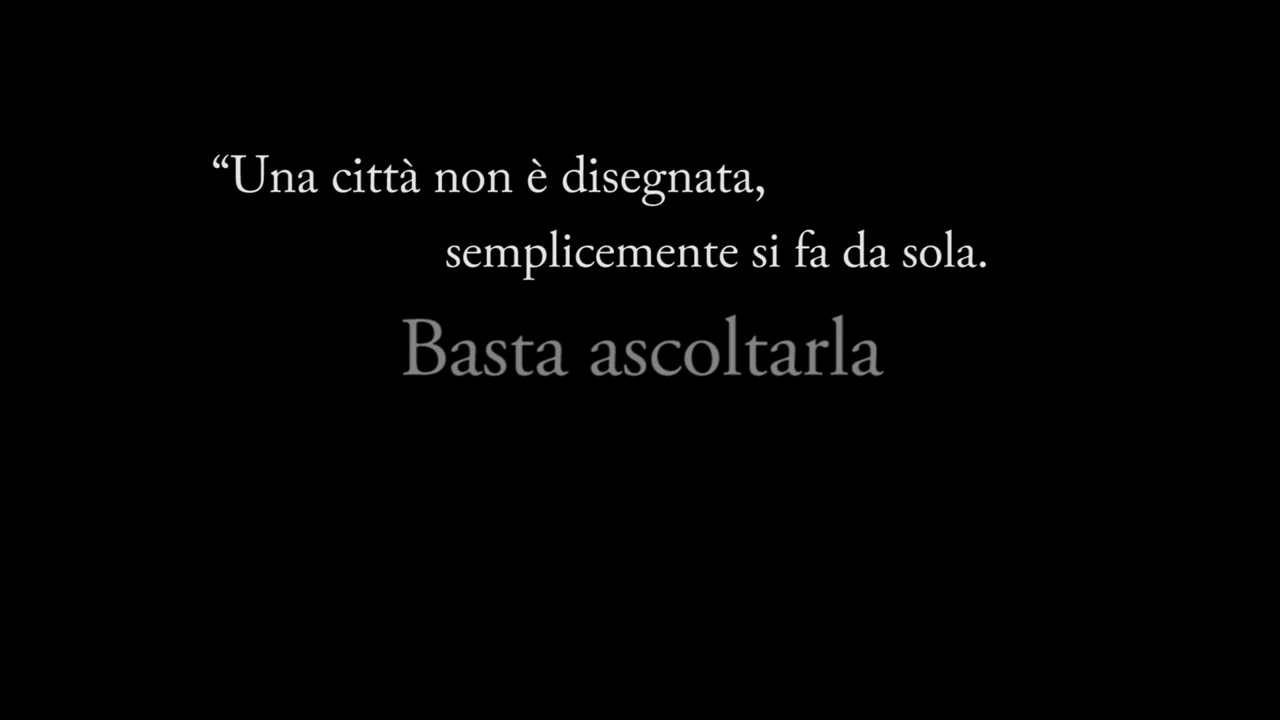 “Una città non è disegnata,
semplicemente si fa da sola.
Basta ascoltarla